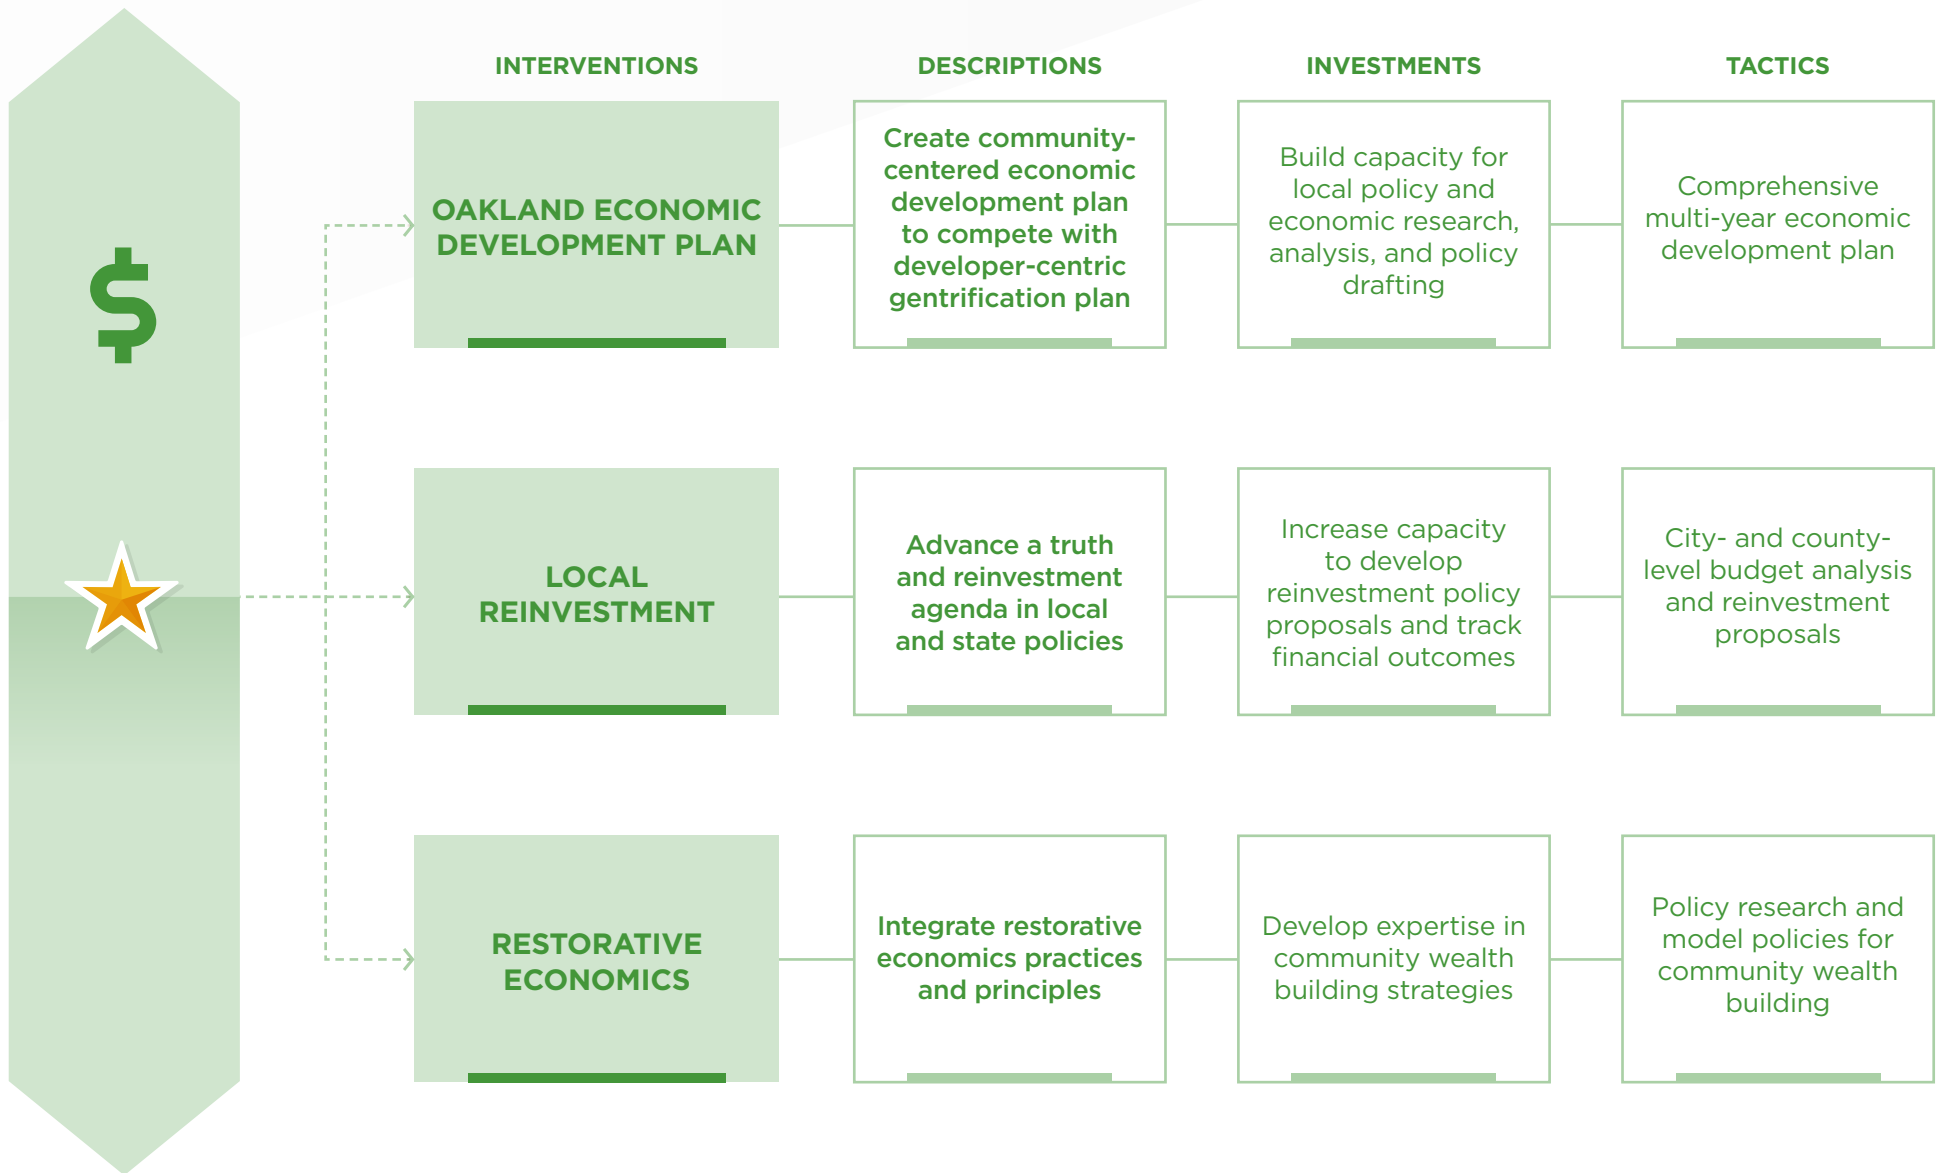 INTERVENTIONS
DESCRIPTIONS
INVESTMENTS
TACTICS
OAKLAND ECONOMIC
DEVELOPMENT PLAN
Create community-
centered economic
development plan
to compete with
developer-centric
gentrification plan
Build capacity for
local policy and
economic research,
analysis, and policy
drafting
Comprehensive
multi-year economic
development plan
$
LOCAL
REINVESTMENT
Advance a truth
and reinvestment
agenda in local
and state policies
Increase capacity
to develop
reinvestment policy
proposals and track
financial outcomes
City- and county-
level budget analysis
and reinvestment
proposals
RESTORATIVE
ECONOMICS
Integrate restorative
economics practices
and principles
Develop expertise in
community wealth
building strategies
Policy research and
model policies for
community wealth
building